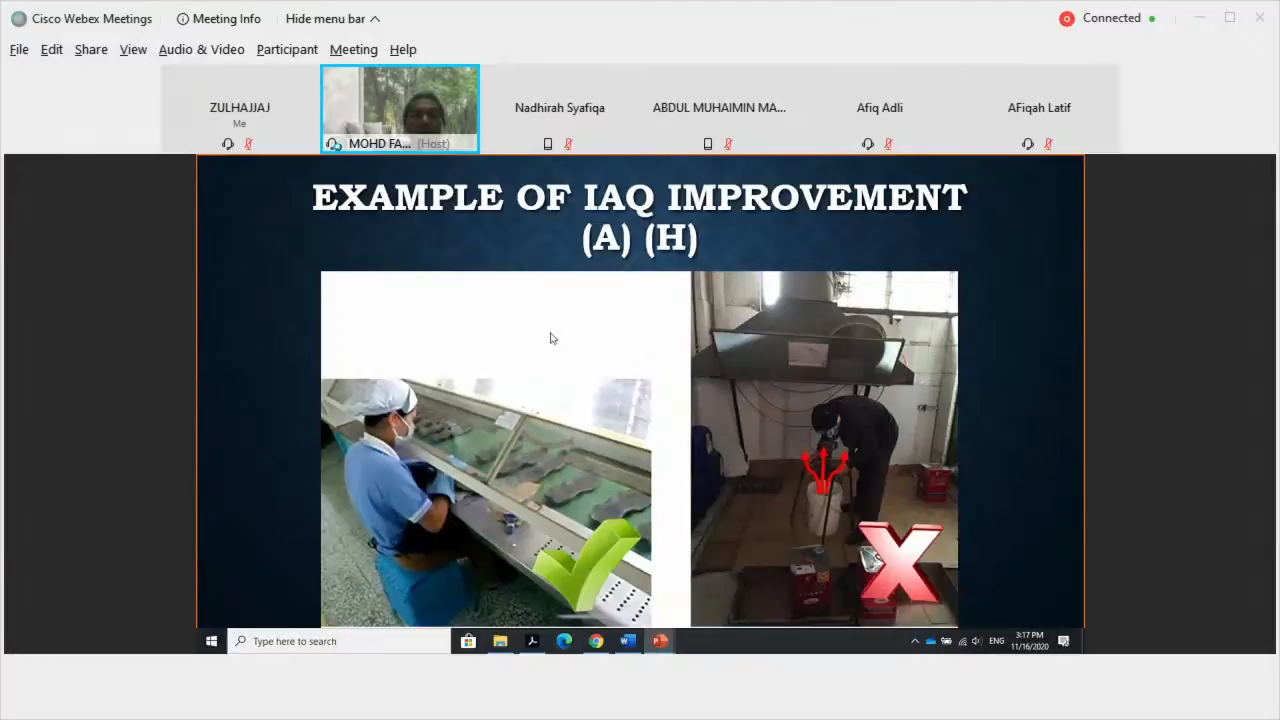 Cisco Webex Meetings
Meeting Info
Hide menu bar
Connected
File Edit Share View Audio & Video Participant Meeting Help
ZULHAJJAJ
Me
MOHD FA... (Host)
Nadhirah Syafiqa
ABDUL MUHAIMIN MA...
Afiq Adli
AFiqah Latif
EXAMPLE OF IAQ IMPROVEMENT
(A) (H)
Type here to search
ENG
3:17 PM
11/16/2020